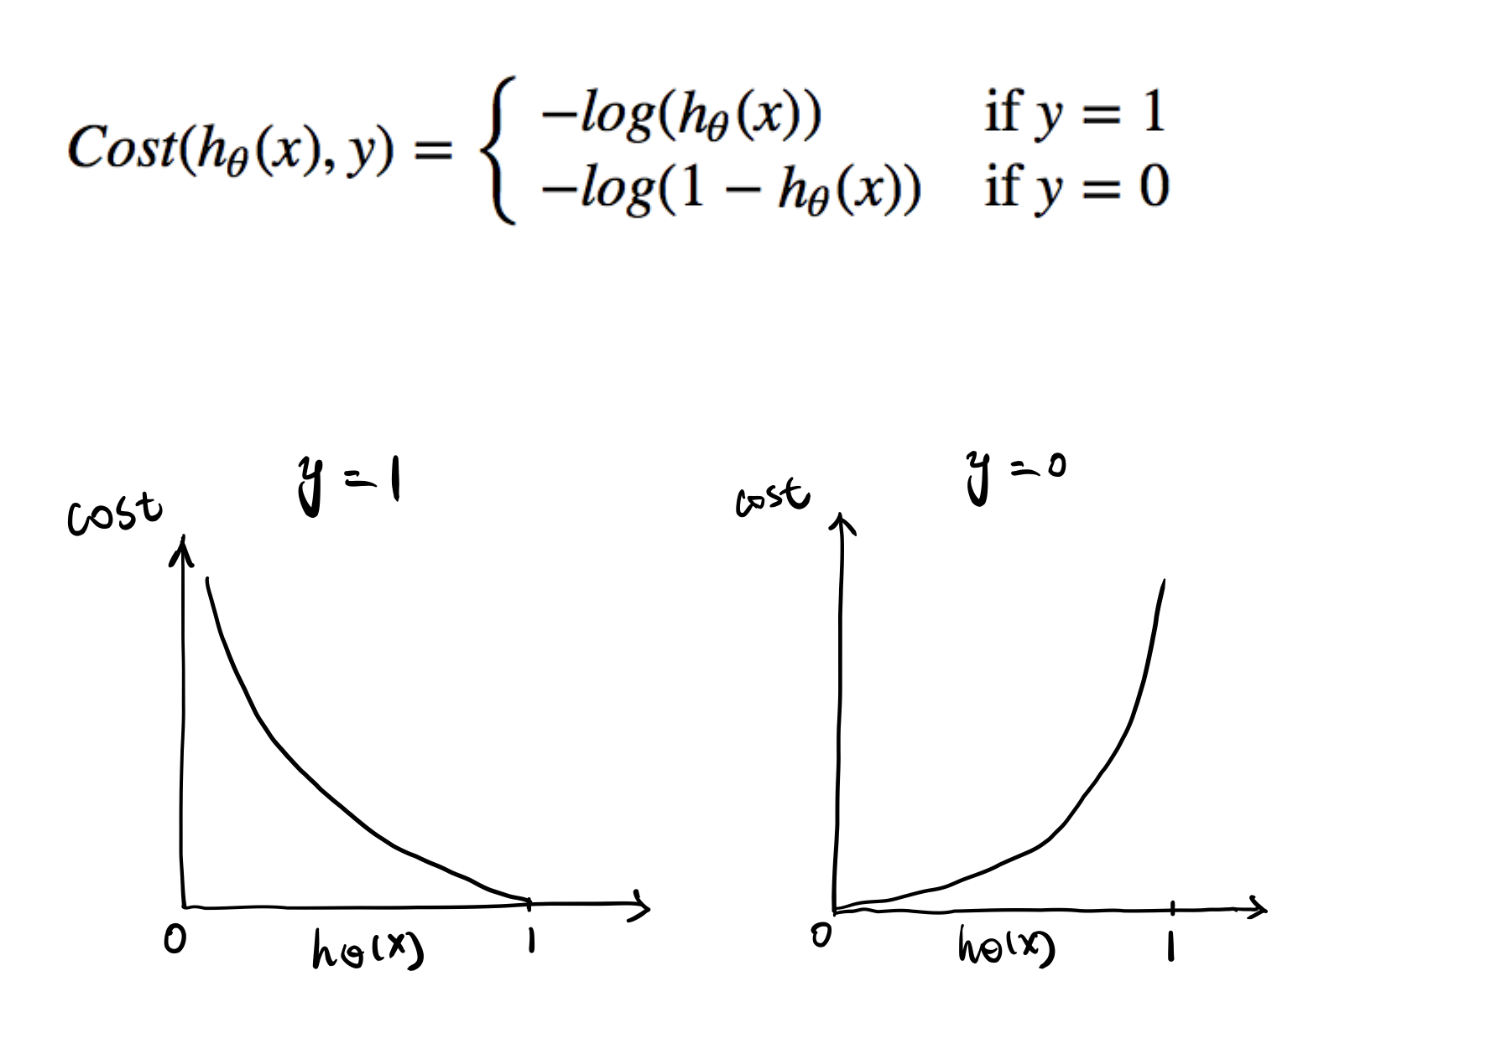 Cost(hθ(x), y) = { −log(hθ(x)) if y = 1
−log(1 − hθ(x)) if y = 0
y = 1
cost
0 hθ(x) 1
y = 0
cost
0 hθ(x) 1